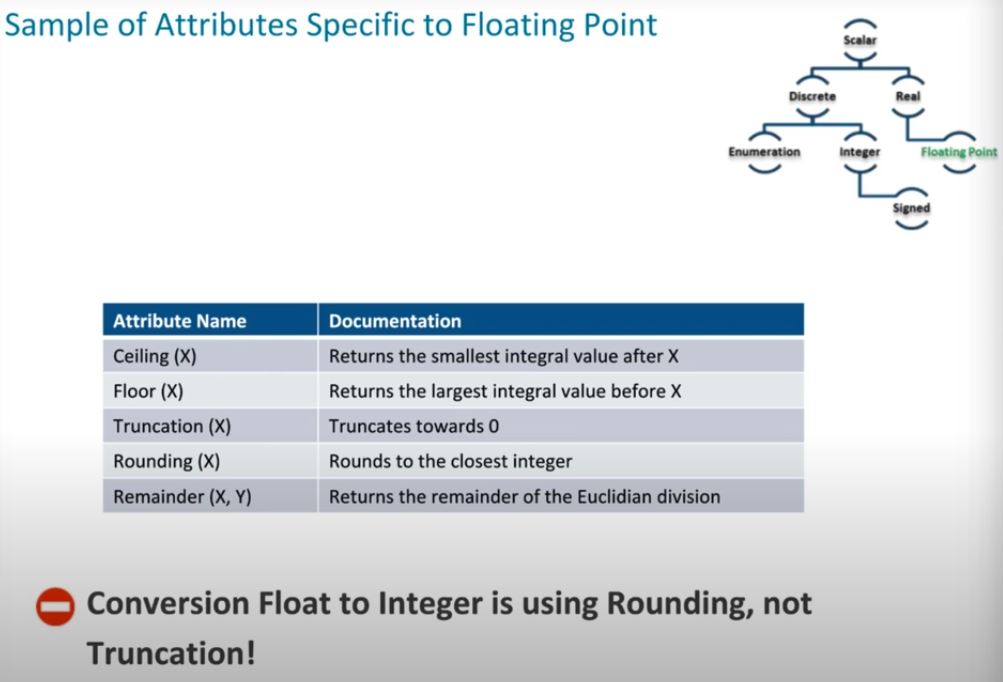 Sample of Attributes Specific to Floating Point
Scalar
Discrete
Real
Enumeration
Integer
Floating Point
Signed
Attribute Name Documentation
Ceiling (X) Returns the smallest integral value after X
Floor (X) Returns the largest integral value before X
Truncation (X) Truncates towards 0
Rounding (X) Rounds to the closest integer
Remainder (X, Y) Returns the remainder of the Euclidian division
Conversion Float to Integer is using Rounding, not
Truncation!